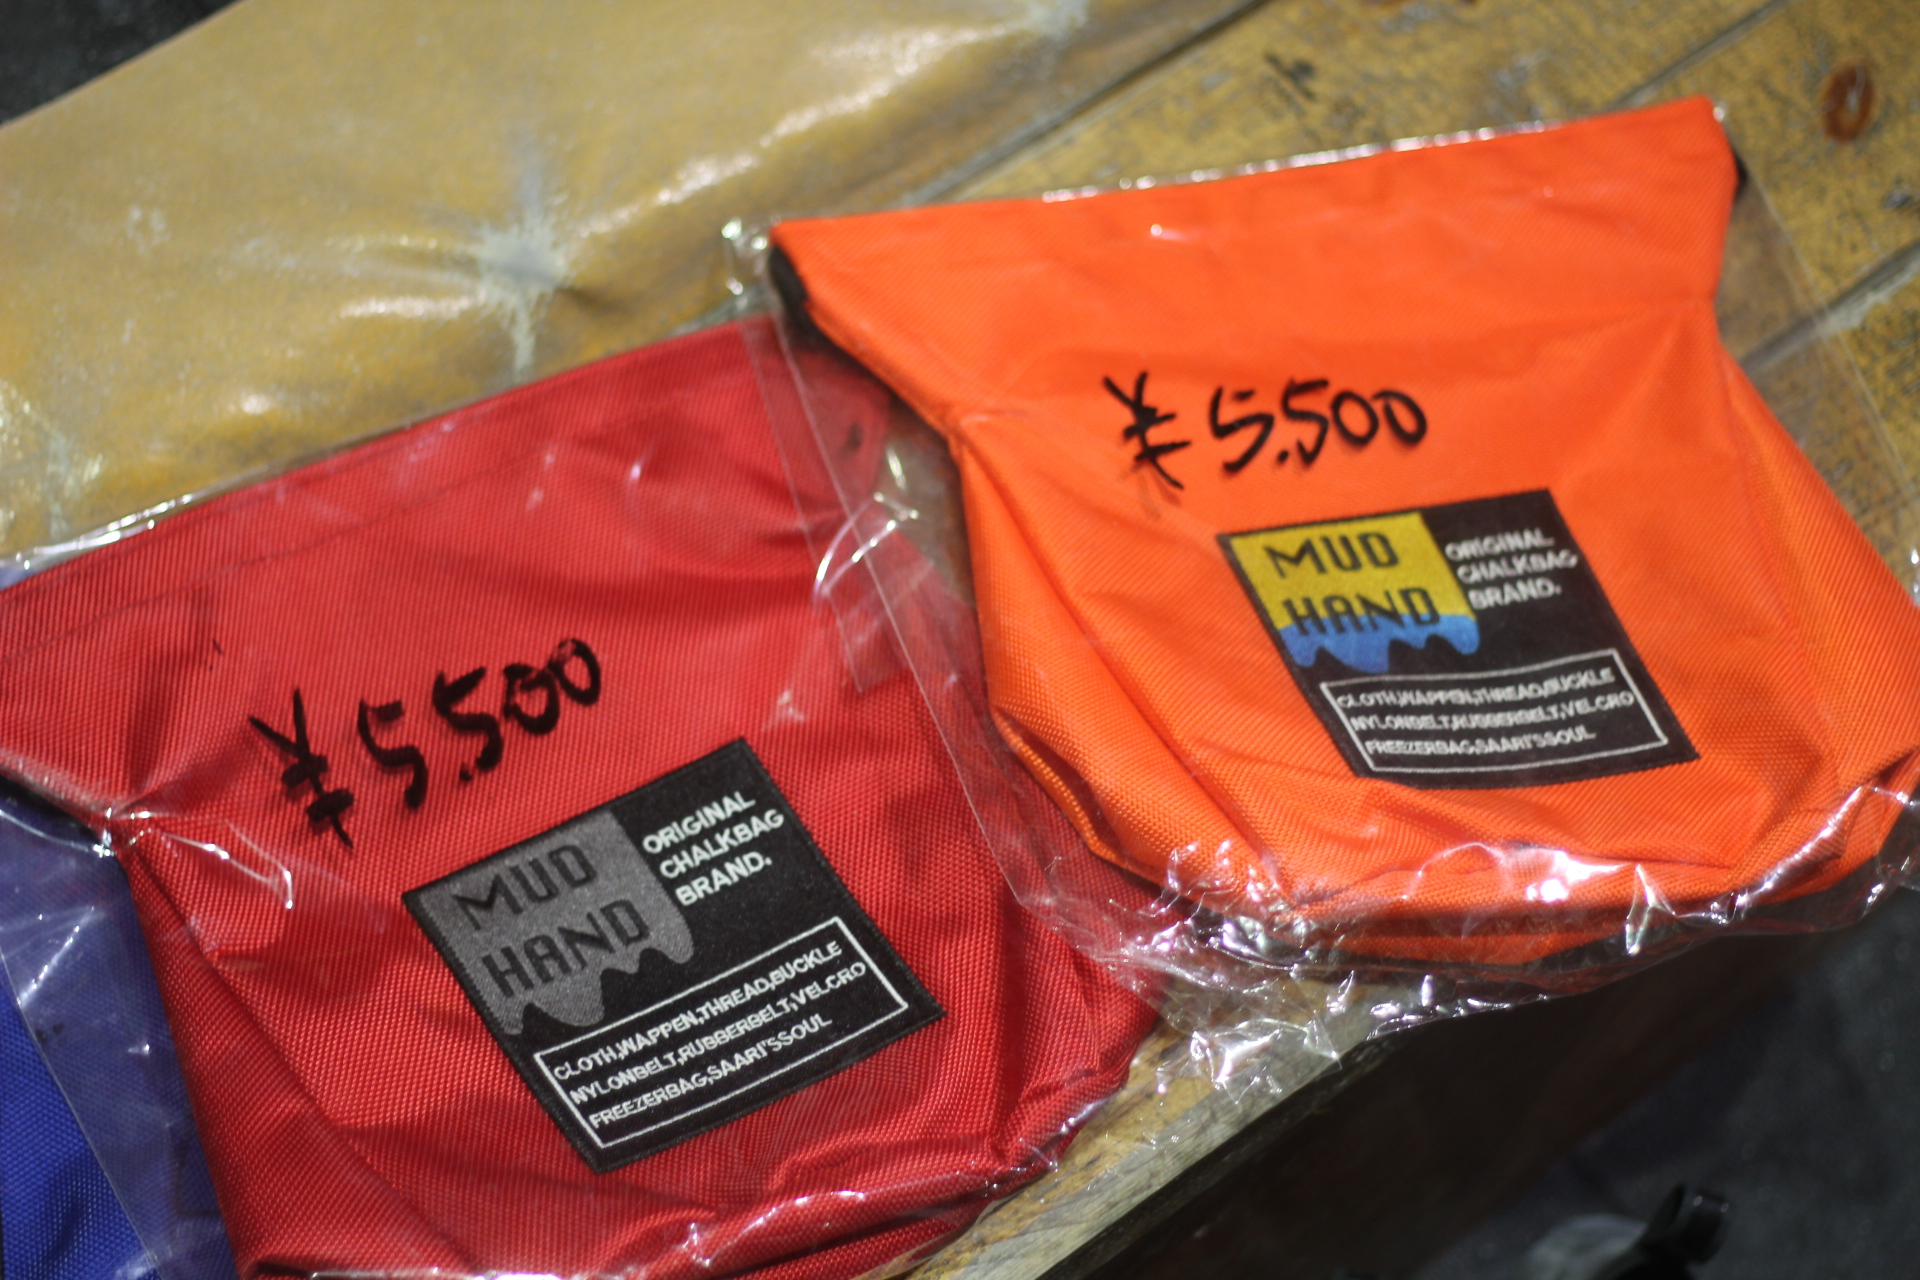 ¥5.500
MUD
HAND
ORIGINAL
CHALKBAG
BRAND.
CLOTH,WAPPEN,THREAD,BUCKLE
NYLONBELT,RUBBERBELT,VELCRO
FREEZERBAG,SAARI'SSOUL
¥5.500
MUD
HAND
ORIGINAL
CHALKBAG
BRAND.
CLOTH,WAPPEN,THREAD,BUCKLE
NYLONBELT,RUBBERBELT,VELCRO
FREEZERBAG,SAARI'SSOUL